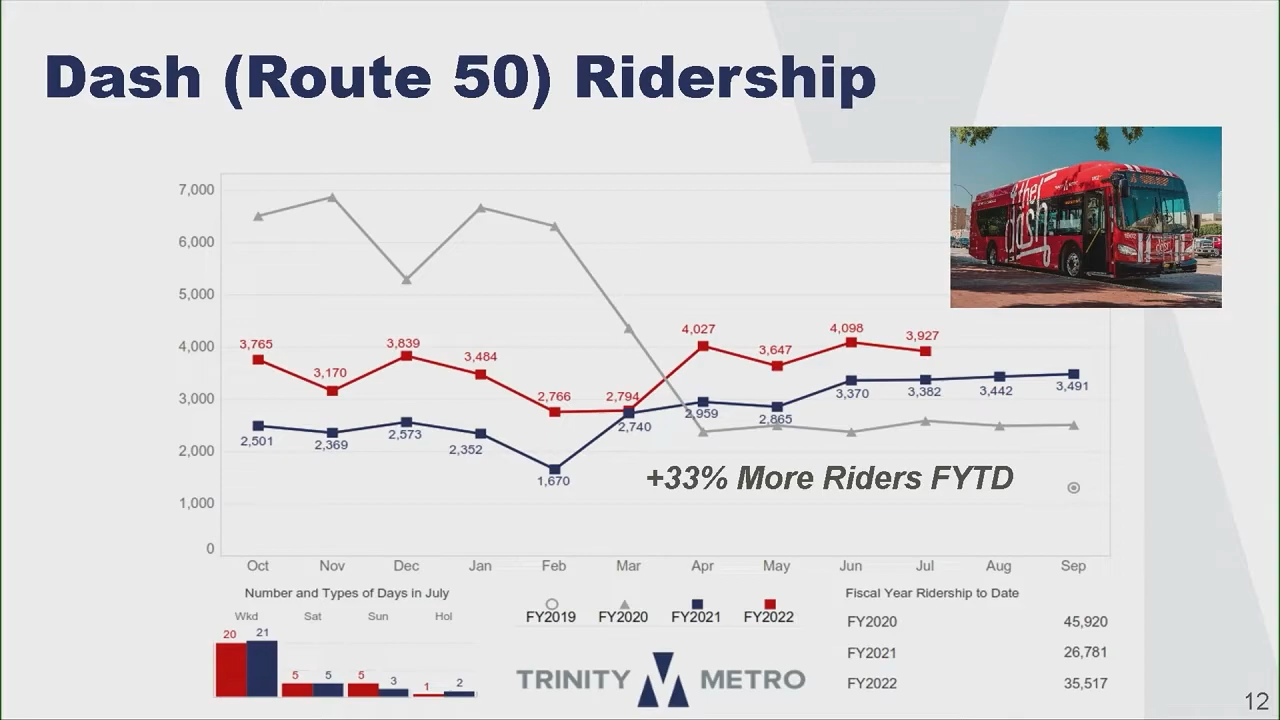 Dash (Route 50) Ridership
the dash
7,000
6,000
5,000
4,000
3,000
2,000
1,000
0
3,765
3,170
3,839
3,484
2,766
2,794
4,027
3,647
4,098
3,927
2,501
2,369
2,573
2,352
1,670
2,740
2,959
2,865
3,370
3,382
3,442
3,491
+33% More Riders FYTD
Oct Nov Dec Jan Feb Mar Apr May Jun Jul Aug Sep
Number and Types of Days in July
Wkd Sat Sun Hol
20 21 5 5 5 3 1 2
FY2019 FY2020 FY2021 FY2022
TRINITY METRO
Fiscal Year Ridership to Date
FY2020 45,920
FY2021 26,781
FY2022 35,517
12